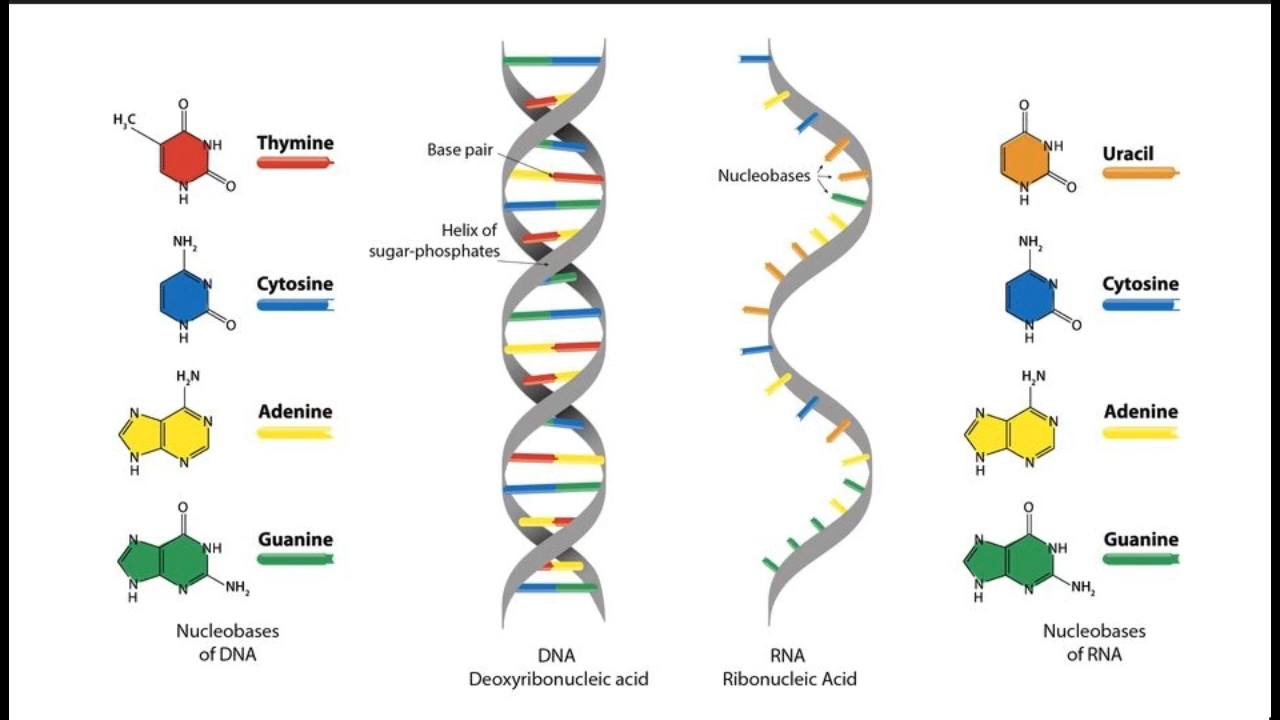 O
H₃C
NH
N
H
O
Thymine
NH₂
N
N
H
O
Cytosine
H₂N
N
N
N
N
H
Adenine
O
N
NH
N
H
N
NH₂
Guanine
Nucleobases
of DNA
Base pair
Helix of
sugar-phosphates
DNA
Deoxyribonucleic acid
Nucleobases
RNA
Ribonucleic Acid
O
NH
N
H
O
Uracil
NH₂
N
N
H
O
Cytosine
H₂N
N
N
N
N
H
Adenine
O
N
NH
N
H
N
NH₂
Guanine
Nucleobases
of RNA